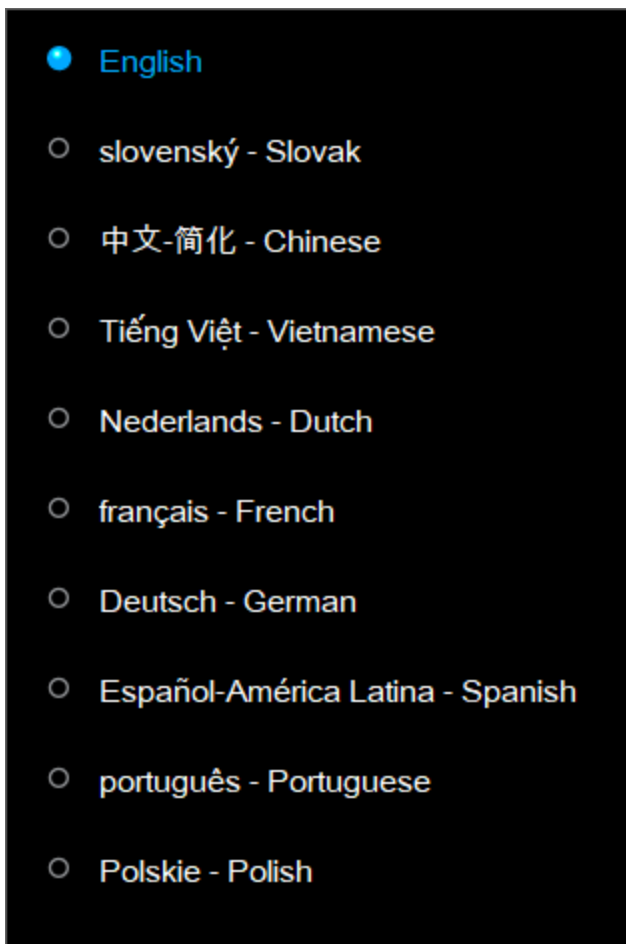 English
slovenský - Slovak
中文-简化 - Chinese
Tiếng Việt - Vietnamese
Nederlands - Dutch
français - French
Deutsch - German
Español-América Latina - Spanish
português - Portuguese
Polskie - Polish